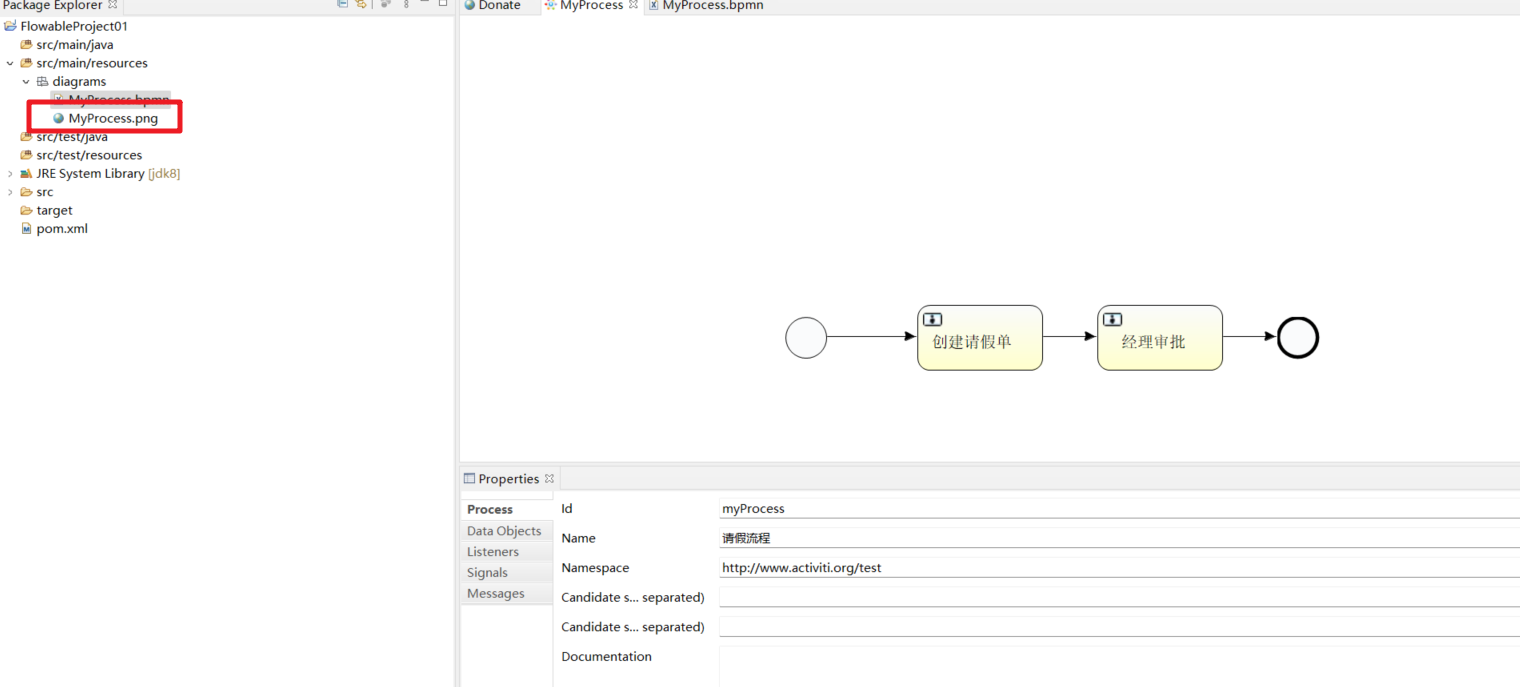 Package Explorer
Donate
MyProcess
MyProcess.bpmn
FlowableProject01
src/main/java
src/main/resources
diagrams
MyProcess.bpmn
MyProcess.png
src/test/java
src/test/resources
JRE System Library [jdk8]
src
target
pom.xml
创建请假单
经理审批
Properties
Process
Data Objects
Listeners
Signals
Messages
Id
myProcess
Name
请假流程
Namespace
http://www.activiti.org/test
Candidate s... separated)
Candidate s... separated)
Documentation